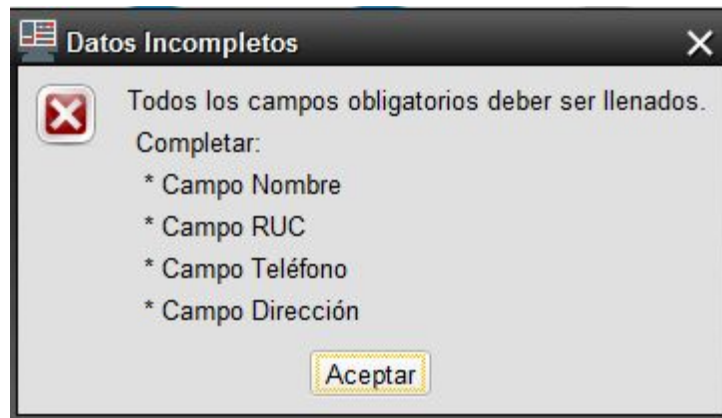 Datos Incompletos
Todos los campos obligatorios deber ser llenados.
Completar:
* Campo Nombre
* Campo RUC
* Campo Teléfono
* Campo Dirección
Aceptar